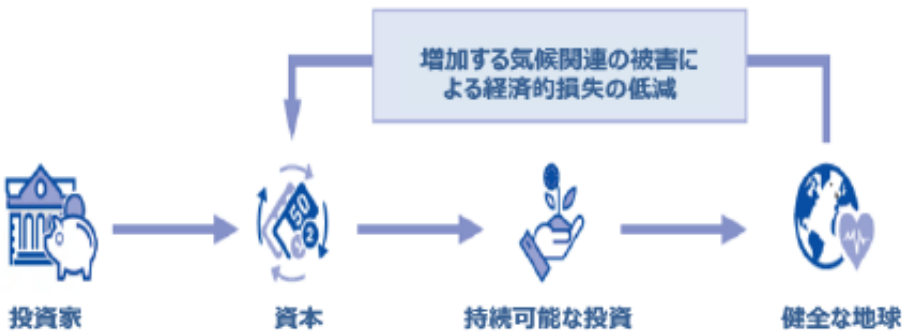 増加する気候関連の被害に
よる経済的損失の低減
50
2
投資家
資本
持続可能な投資
健全な地球